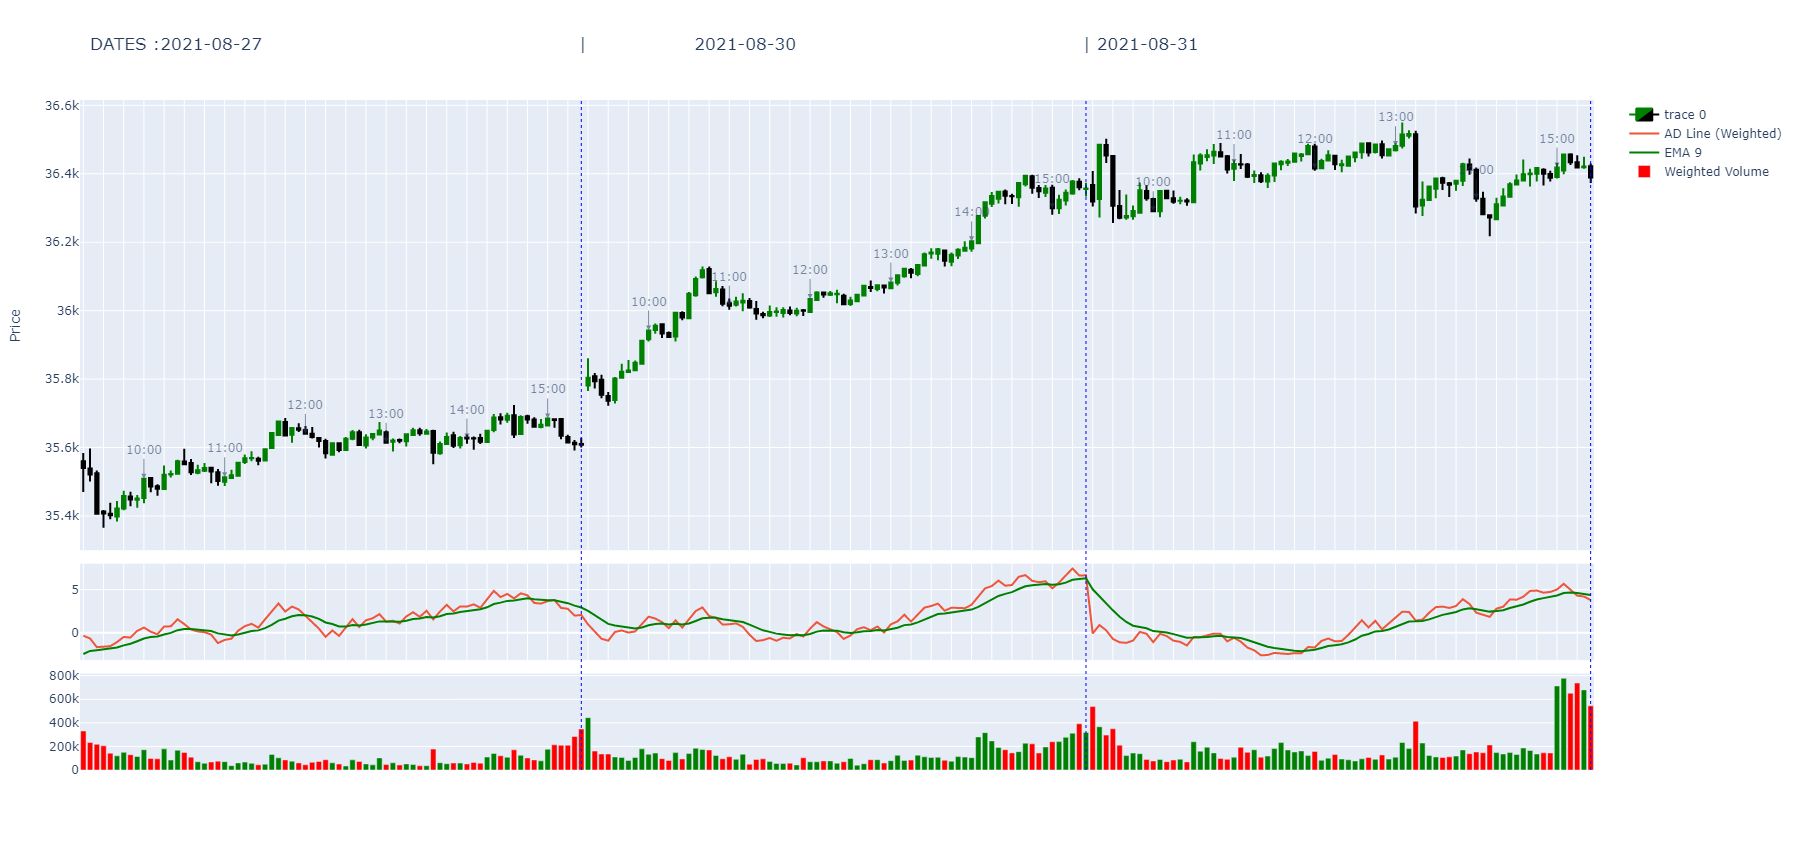 DATES :2021-08-27 | 2021-08-30 | 2021-08-31
36.6k
36.4k
36.2k
36k
35.8k
35.6k
35.4k
Price
10:00
11:00
12:00
13:00
14:00
15:00
10:00
11:00
12:00
13:00
14:00
15:00
10:00
11:00
12:00
13:00
:00
15:00
trace 0
AD Line (Weighted)
EMA 9
Weighted Volume
5
0
800k
600k
400k
200k
0